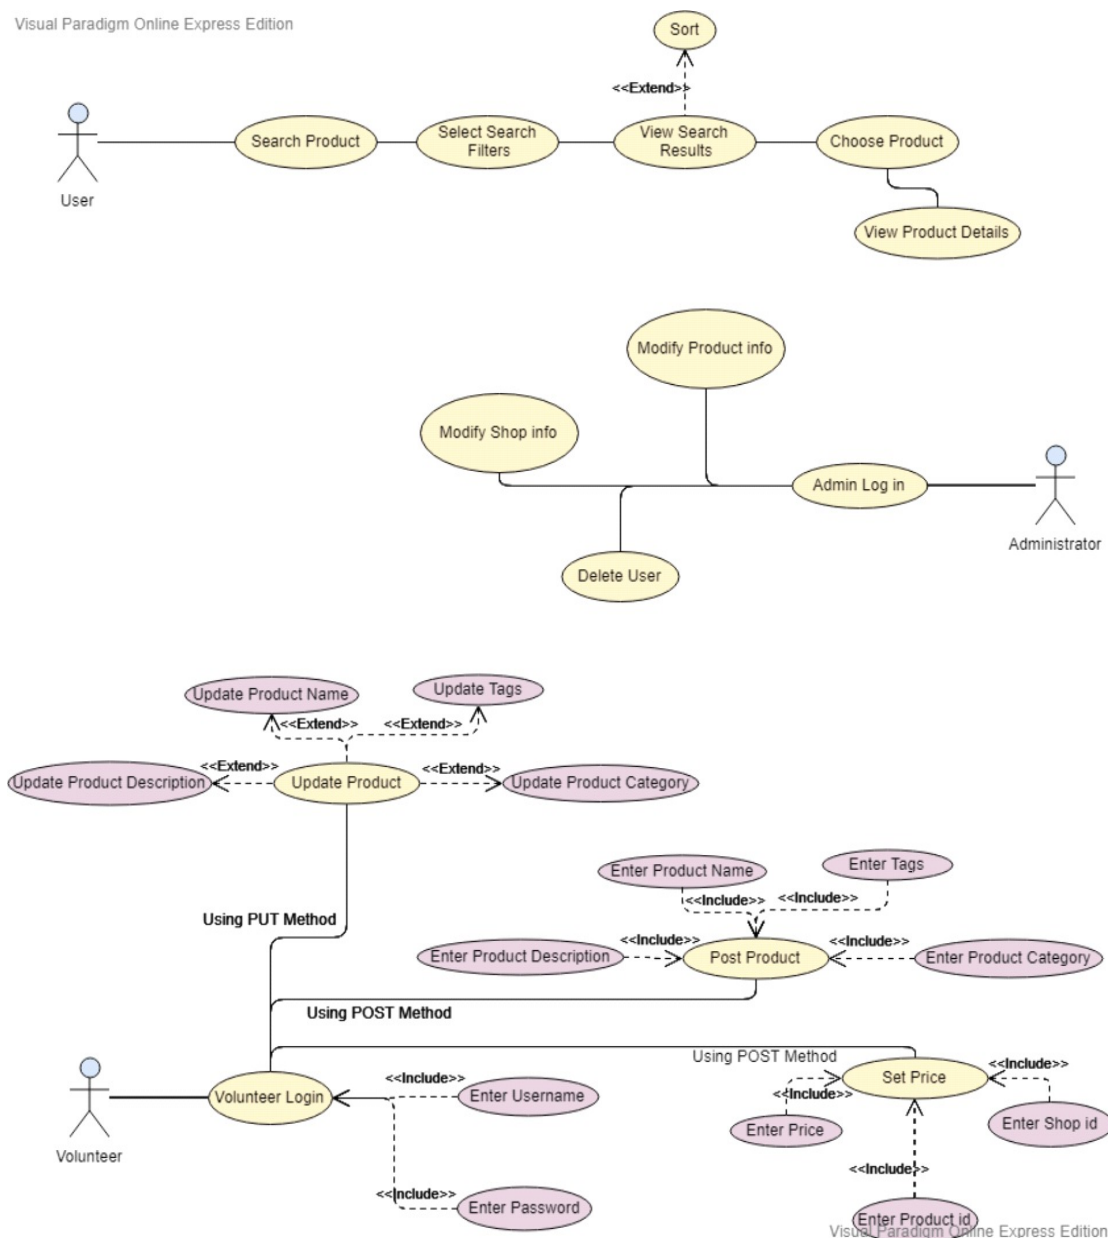 Visual Paradigm Online Express Edition
Sort
<<Extend>>
Search Product
Select Search
Filters
View Search
Results
Choose Product
User
View Product Details
Modify Product info
Modify Shop info
Admin Log in
Administrator
Delete User
Update Product Name
Update Tags
<<Extend>>
<<Extend>>
<<Extend>>
<<Extend>>
Update Product Description
Update Product
Update Product Category
Enter Product Name
Enter Tags
<<Include>>
<<Include>>
Using PUT Method
<<Include>>
<<Include>>
Enter Product Description
Post Product
Enter Product Category
Using POST Method
Using POST Method
<<Include>>
<<Include>>
Set Price
<<Include>>
Volunteer Login
Enter Username
Enter Price
Enter Shop id
Volunteer
<<Include>>
<<Include>>
Enter Password
Enter Product id
Visual Paradigm Online Express Edition